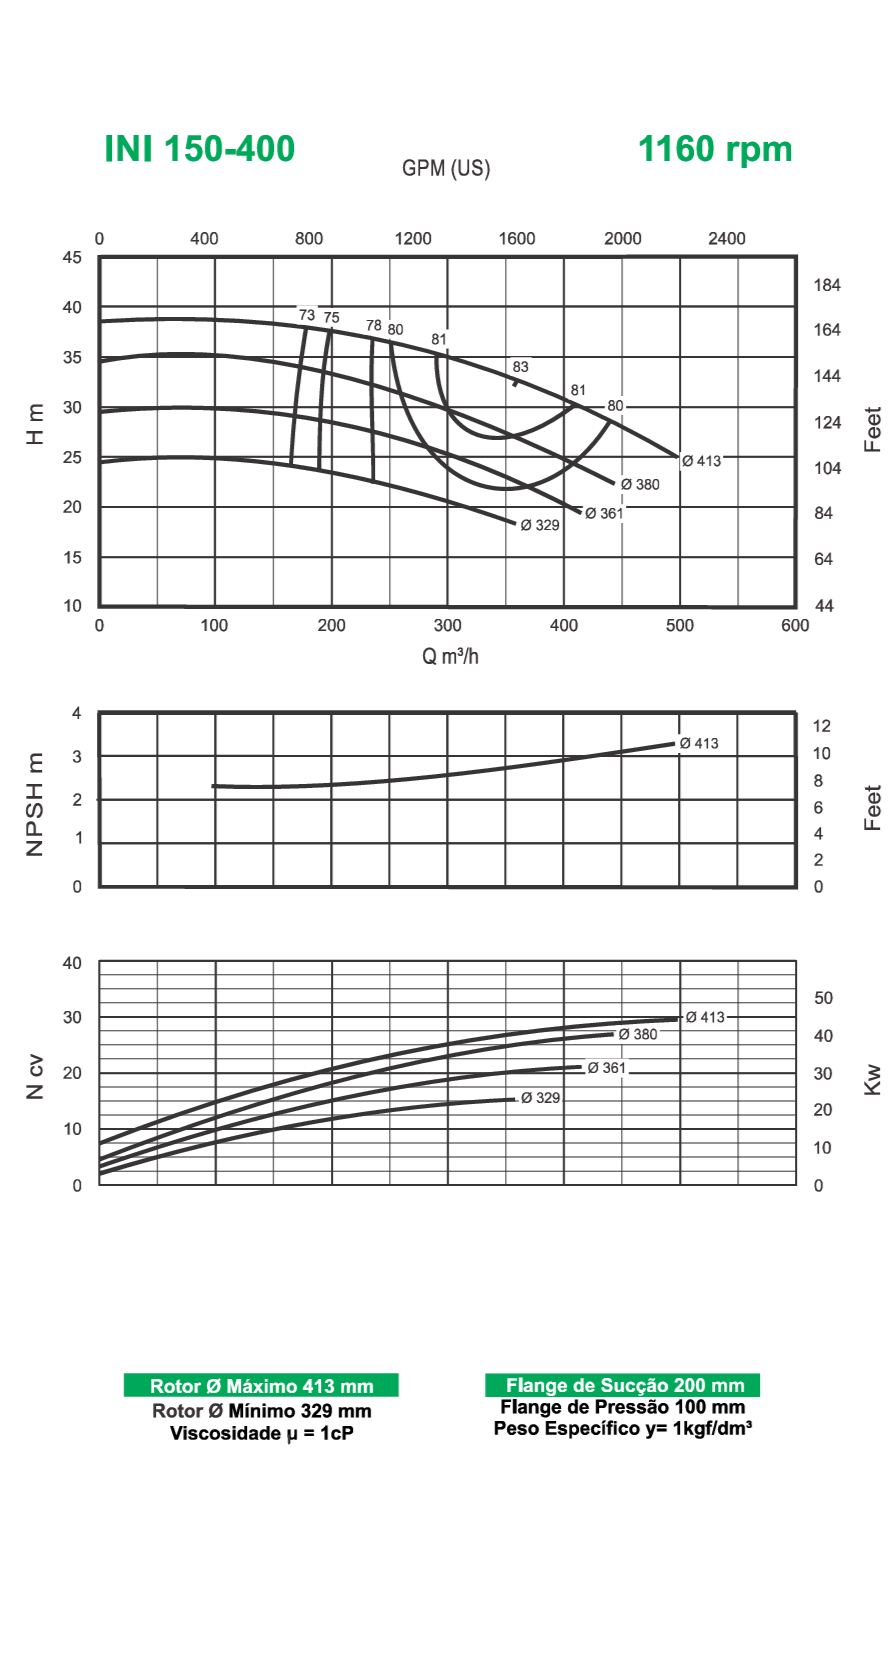 INI 150-400
1160 rpm
GPM (US)
0 400 800 1200 1600 2000 2400
45
40
35
30
25
20
15
10
H m
73 75 78 80 81 83 81 80
Ø 413
Ø 380
Ø 361
Ø 329
184
164
144
124
104
84
64
44
Feet
0 100 200 300 400 500 600
Q m³/h
4
3
2
1
0
NPSH m
Ø 413
12
10
8
6
4
2
0
Feet
40
30
20
10
0
N cv
Ø 413
Ø 380
Ø 361
Ø 329
50
40
30
20
10
0
Kw
Rotor Ø Máximo 413 mm
Rotor Ø Mínimo 329 mm
Viscosidade µ = 1cP
Flange de Sucção 200 mm
Flange de Pressão 100 mm
Peso Específico y= 1kgf/dm³